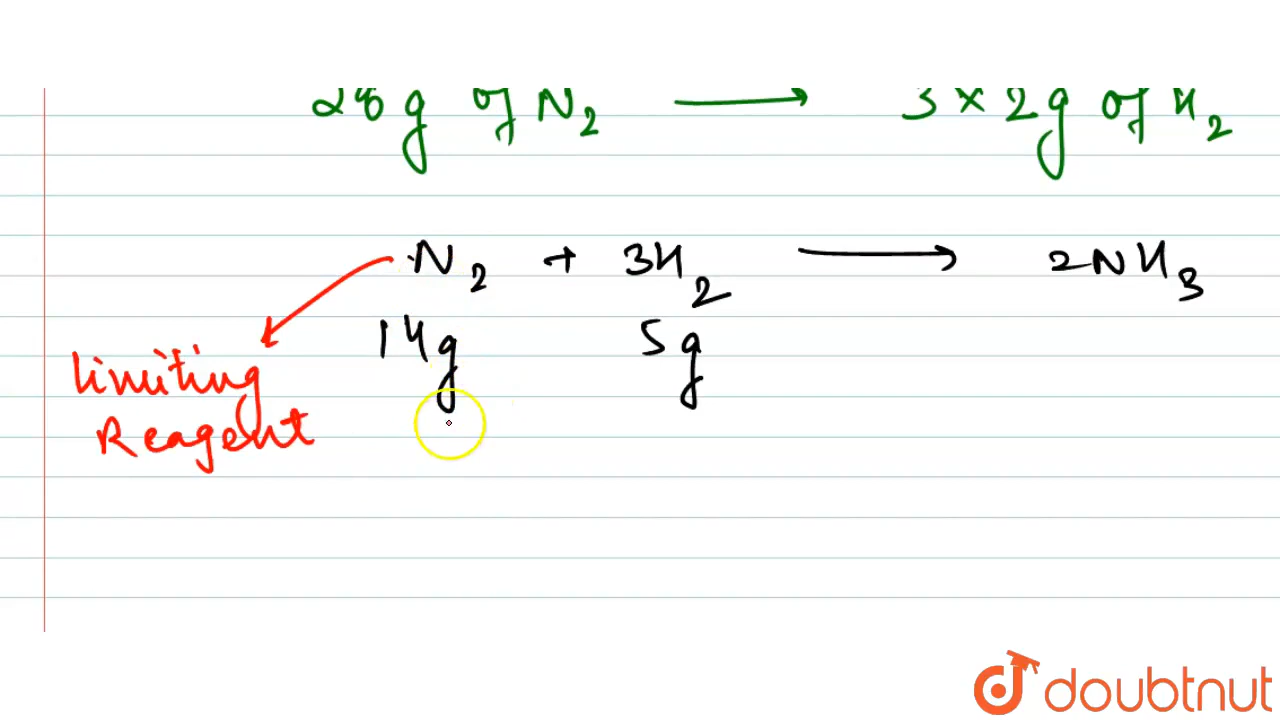 28 g of N2 ⟶ 3 × 2g of H2
N2 + 3H2 ⟶ 2NH3
14g 5g
limiting
Reagent
doubtnut